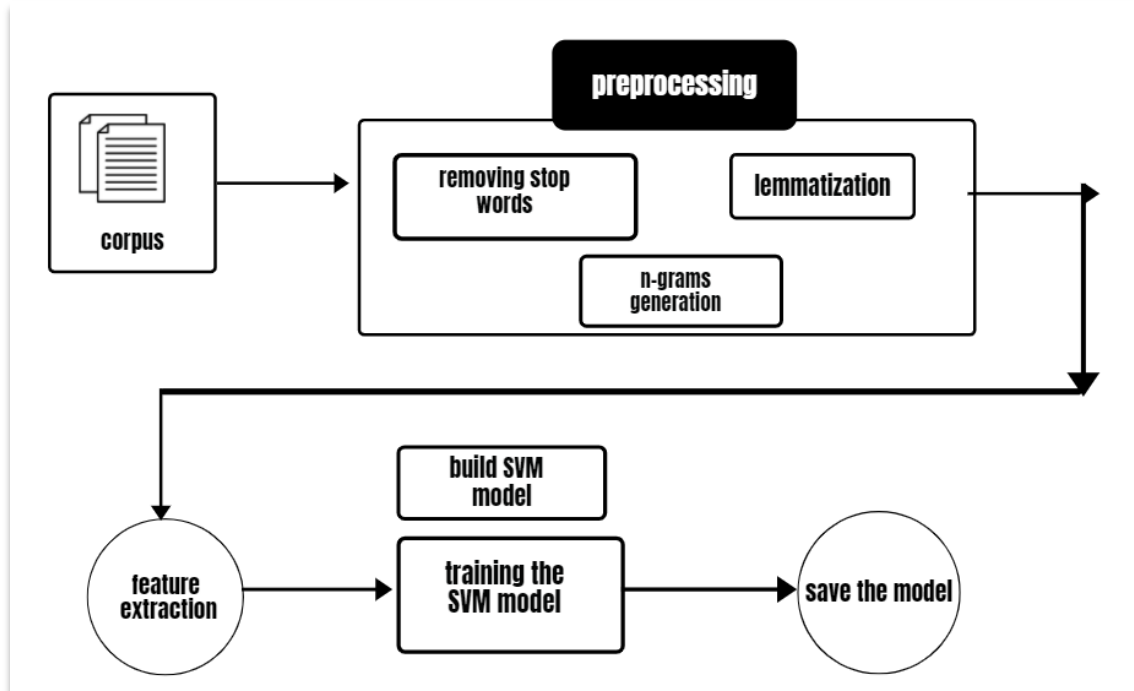 preprocessing
corpus
removing stop
words
lemmatization
n-grams
generation
build SVM
model
feature
extraction
training the
SVM model
save the model